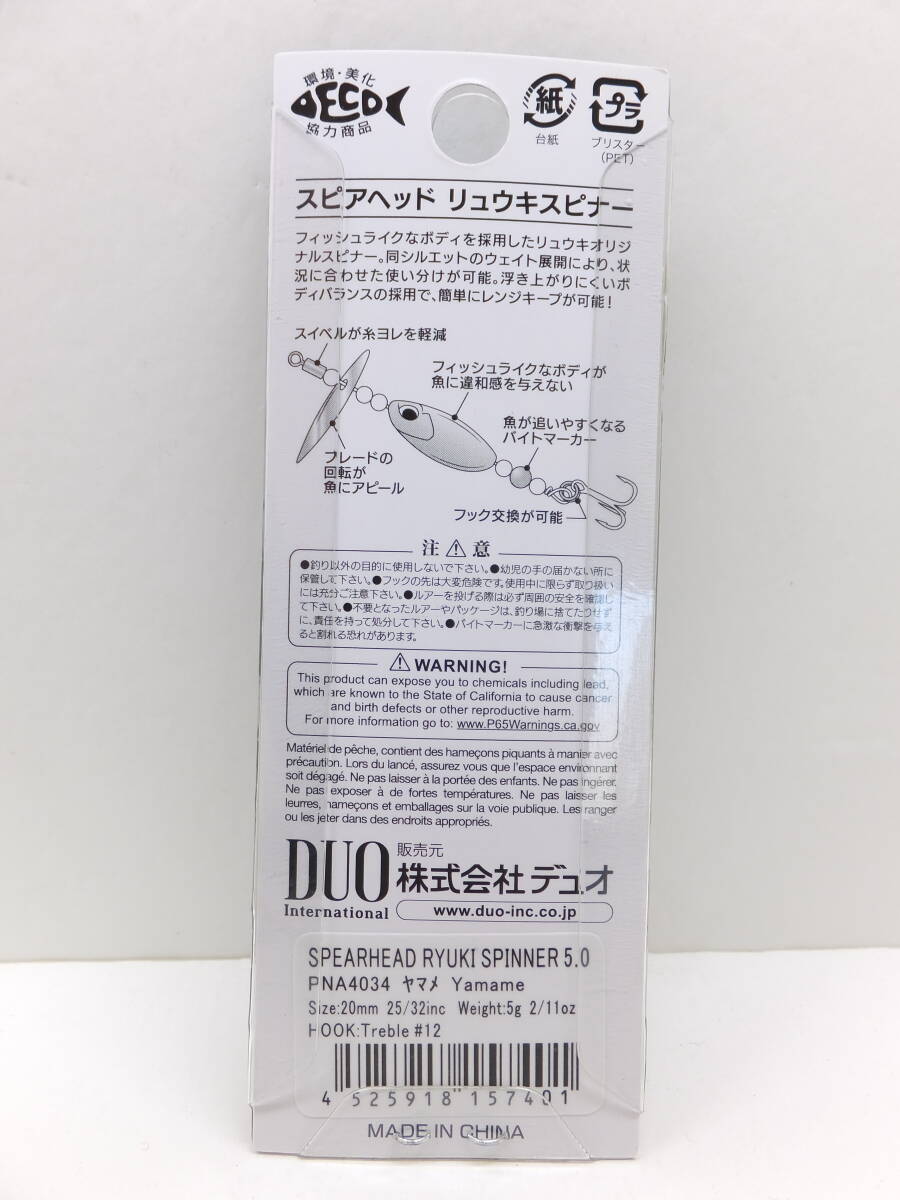 環境・美化
DECO
協力商品
紙
台紙
プラ
ブリスター
(PET)
スピアヘッド リュウキスピナー
フィッシュライクなボディを採用したリュウキオリジ
ナルスピナー。同シルエットのウェイト展開により、状
況に合わせた使い分けが可能。浮き上がりにくいボ
ディバランスの採用で、簡単にレンジキープが可能!
スイベルが糸ヨレを軽減
フィッシュライクなボディが
魚に違和感を与えない
魚が追いやすくなる
バイトマーカー
ブレードの
回転が
魚にアピール
フック交換が可能
注⚠意
●釣り以外の目的に使用しないで下さい。●幼児の手の届かない所に
保管して下さい。●フックの先は大変危険です。使用中に限らず取り扱い
には充分ご注意下さい。●ルアーを投げる際は必ず周囲の安全を確認し
て下さい。●不要となったルアーやパッケージは、釣り場に捨てたりせず
に、責任を持って処分して下さい。●バイトマーカーに急激な衝撃を与え
ると割れる恐れがあります。
⚠WARNING!
This product can expose you to chemicals including lead,
which are known to the State of California to cause cancer
and birth defects or other reproductive harm.
For more information go to: www.P65Warnings.ca.gov
Matériel de pêche, contient des hameçons piquants à manier avec
précaution. Lors du lancé, assurez vous que l'espace environnant
soit dégagé. Ne pas laisser à la portée des enfants. Ne pas ingérer.
Ne pas exposer à de fortes températures. Ne pas laisser les
leurres, hameçons et emballages sur la voie publique. Les ranger
ou les jeter dans des endroits appropriés.
DUO
International
販売元
株式会社デュオ
www.duo-inc.co.jp
SPEARHEAD RYUKI SPINNER 5.0
PNA4034 ヤマメ Yamame
Size:20mm 25/32inc Weight:5g 2/11oz
HOOK:Treble #12
4 525918 157401
MADE IN CHINA